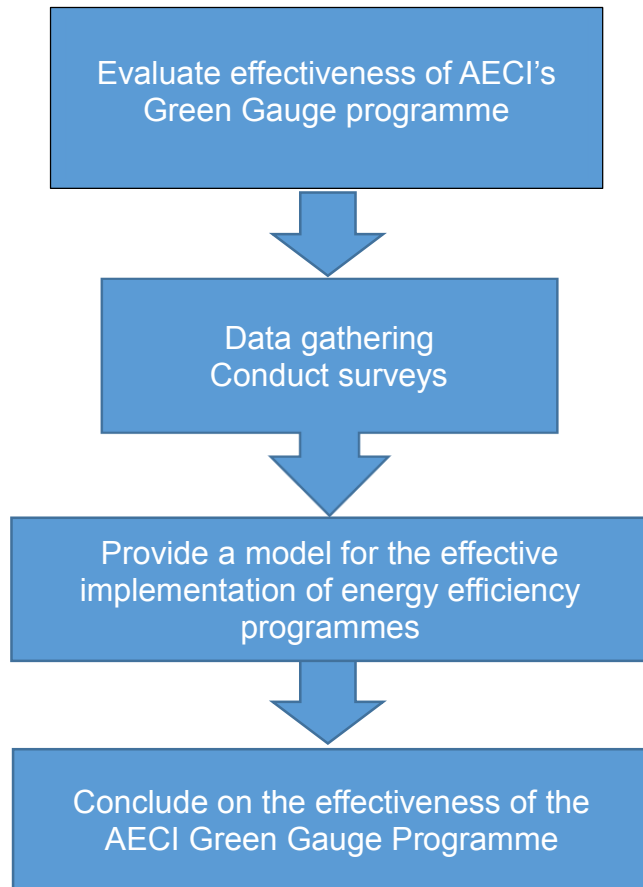 Evaluate effectiveness of AECI’s
Green Gauge programme
Data gathering
Conduct surveys
Provide a model for the effective
implementation of energy efficiency
programmes
Conclude on the effectiveness of the
AECI Green Gauge Programme